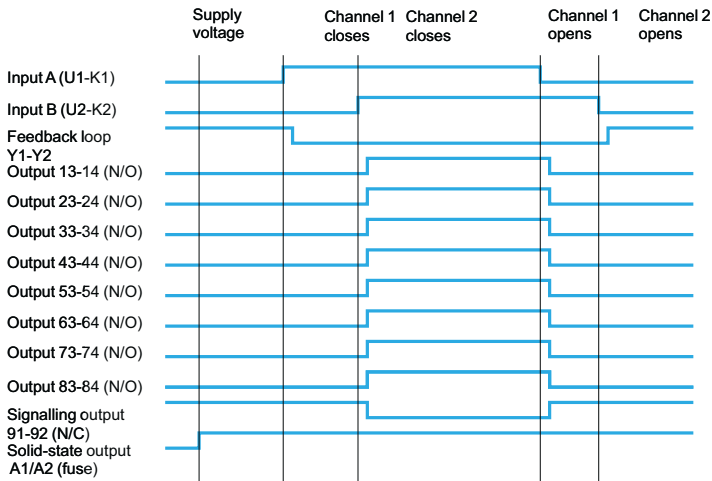 Supply
voltage
Channel 1
closes
Channel 2
closes
Channel 1
opens
Channel 2
opens
Input A (U1-K1)
Input B (U2-K2)
Feedback loop
Y1-Y2
Output 13-14 (N/O)
Output 23-24 (N/O)
Output 33-34 (N/O)
Output 43-44 (N/O)
Output 53-54 (N/O)
Output 63-64 (N/O)
Output 73-74 (N/O)
Output 83-84 (N/O)
Signalling output
91-92 (N/C)
Solid-state output
A1/A2 (fuse)